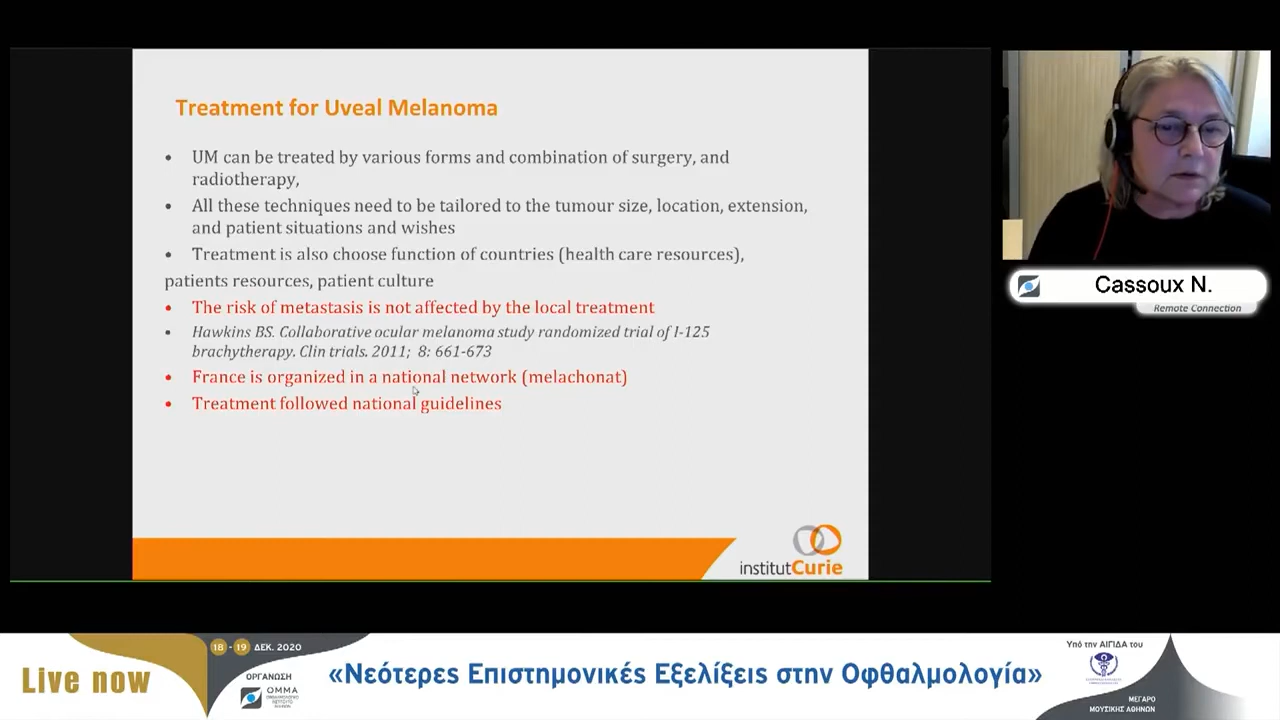 Treatment for Uveal Melanoma
• UM can be treated by various forms and combination of surgery, and
radiotherapy,
• All these techniques need to be tailored to the tumour size, location, extension,
and patient situations and wishes
• Treatment is also choose function of countries (health care resources),
patients resources, patient culture
• The risk of metastasis is not affected by the local treatment
• Hawkins BS. Collaborative ocular melanoma study randomized trial of I-125
brachytherapy. Clin trials. 2011; 8: 661-673
• France is organized in a national network (melachonat)
• Treatment followed national guidelines
institutCurie
Cassoux N.
Remote Connection
Live now
18 - 19 ΔΕΚ. 2020
ΟΡΓΑΝΩΣΗ
ΟΜΜΑ
«Νεότερες Επιστημονικές Εξελίξεις στην Οφθαλμολογία»
Υπό την ΑΙΓΙΔΑ του
ΜΕΓΑΡΟ
ΜΟΥΣΙΚΗΣ ΑΘΗΝΩΝ